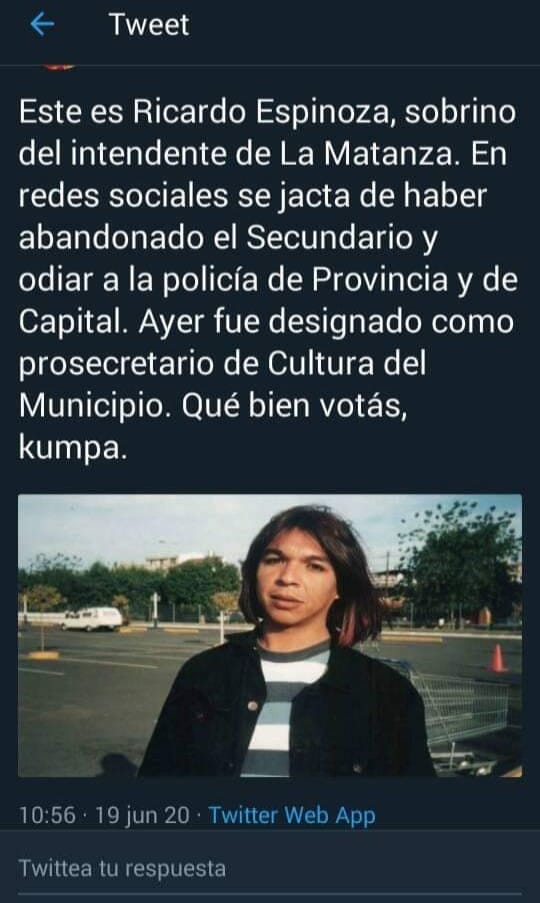 Tweet
Este es Ricardo Espinoza, sobrino
del intendente de La Matanza. En
redes sociales se jacta de haber
abandonado el Secundario y
odiar a la policía de Provincia y de
Capital. Ayer fue designado como
prosecretario de Cultura del
Municipio. Qué bien votás,
kumpa.
10:56 · 19 jun 20 · Twitter Web App
Twittea tu respuesta